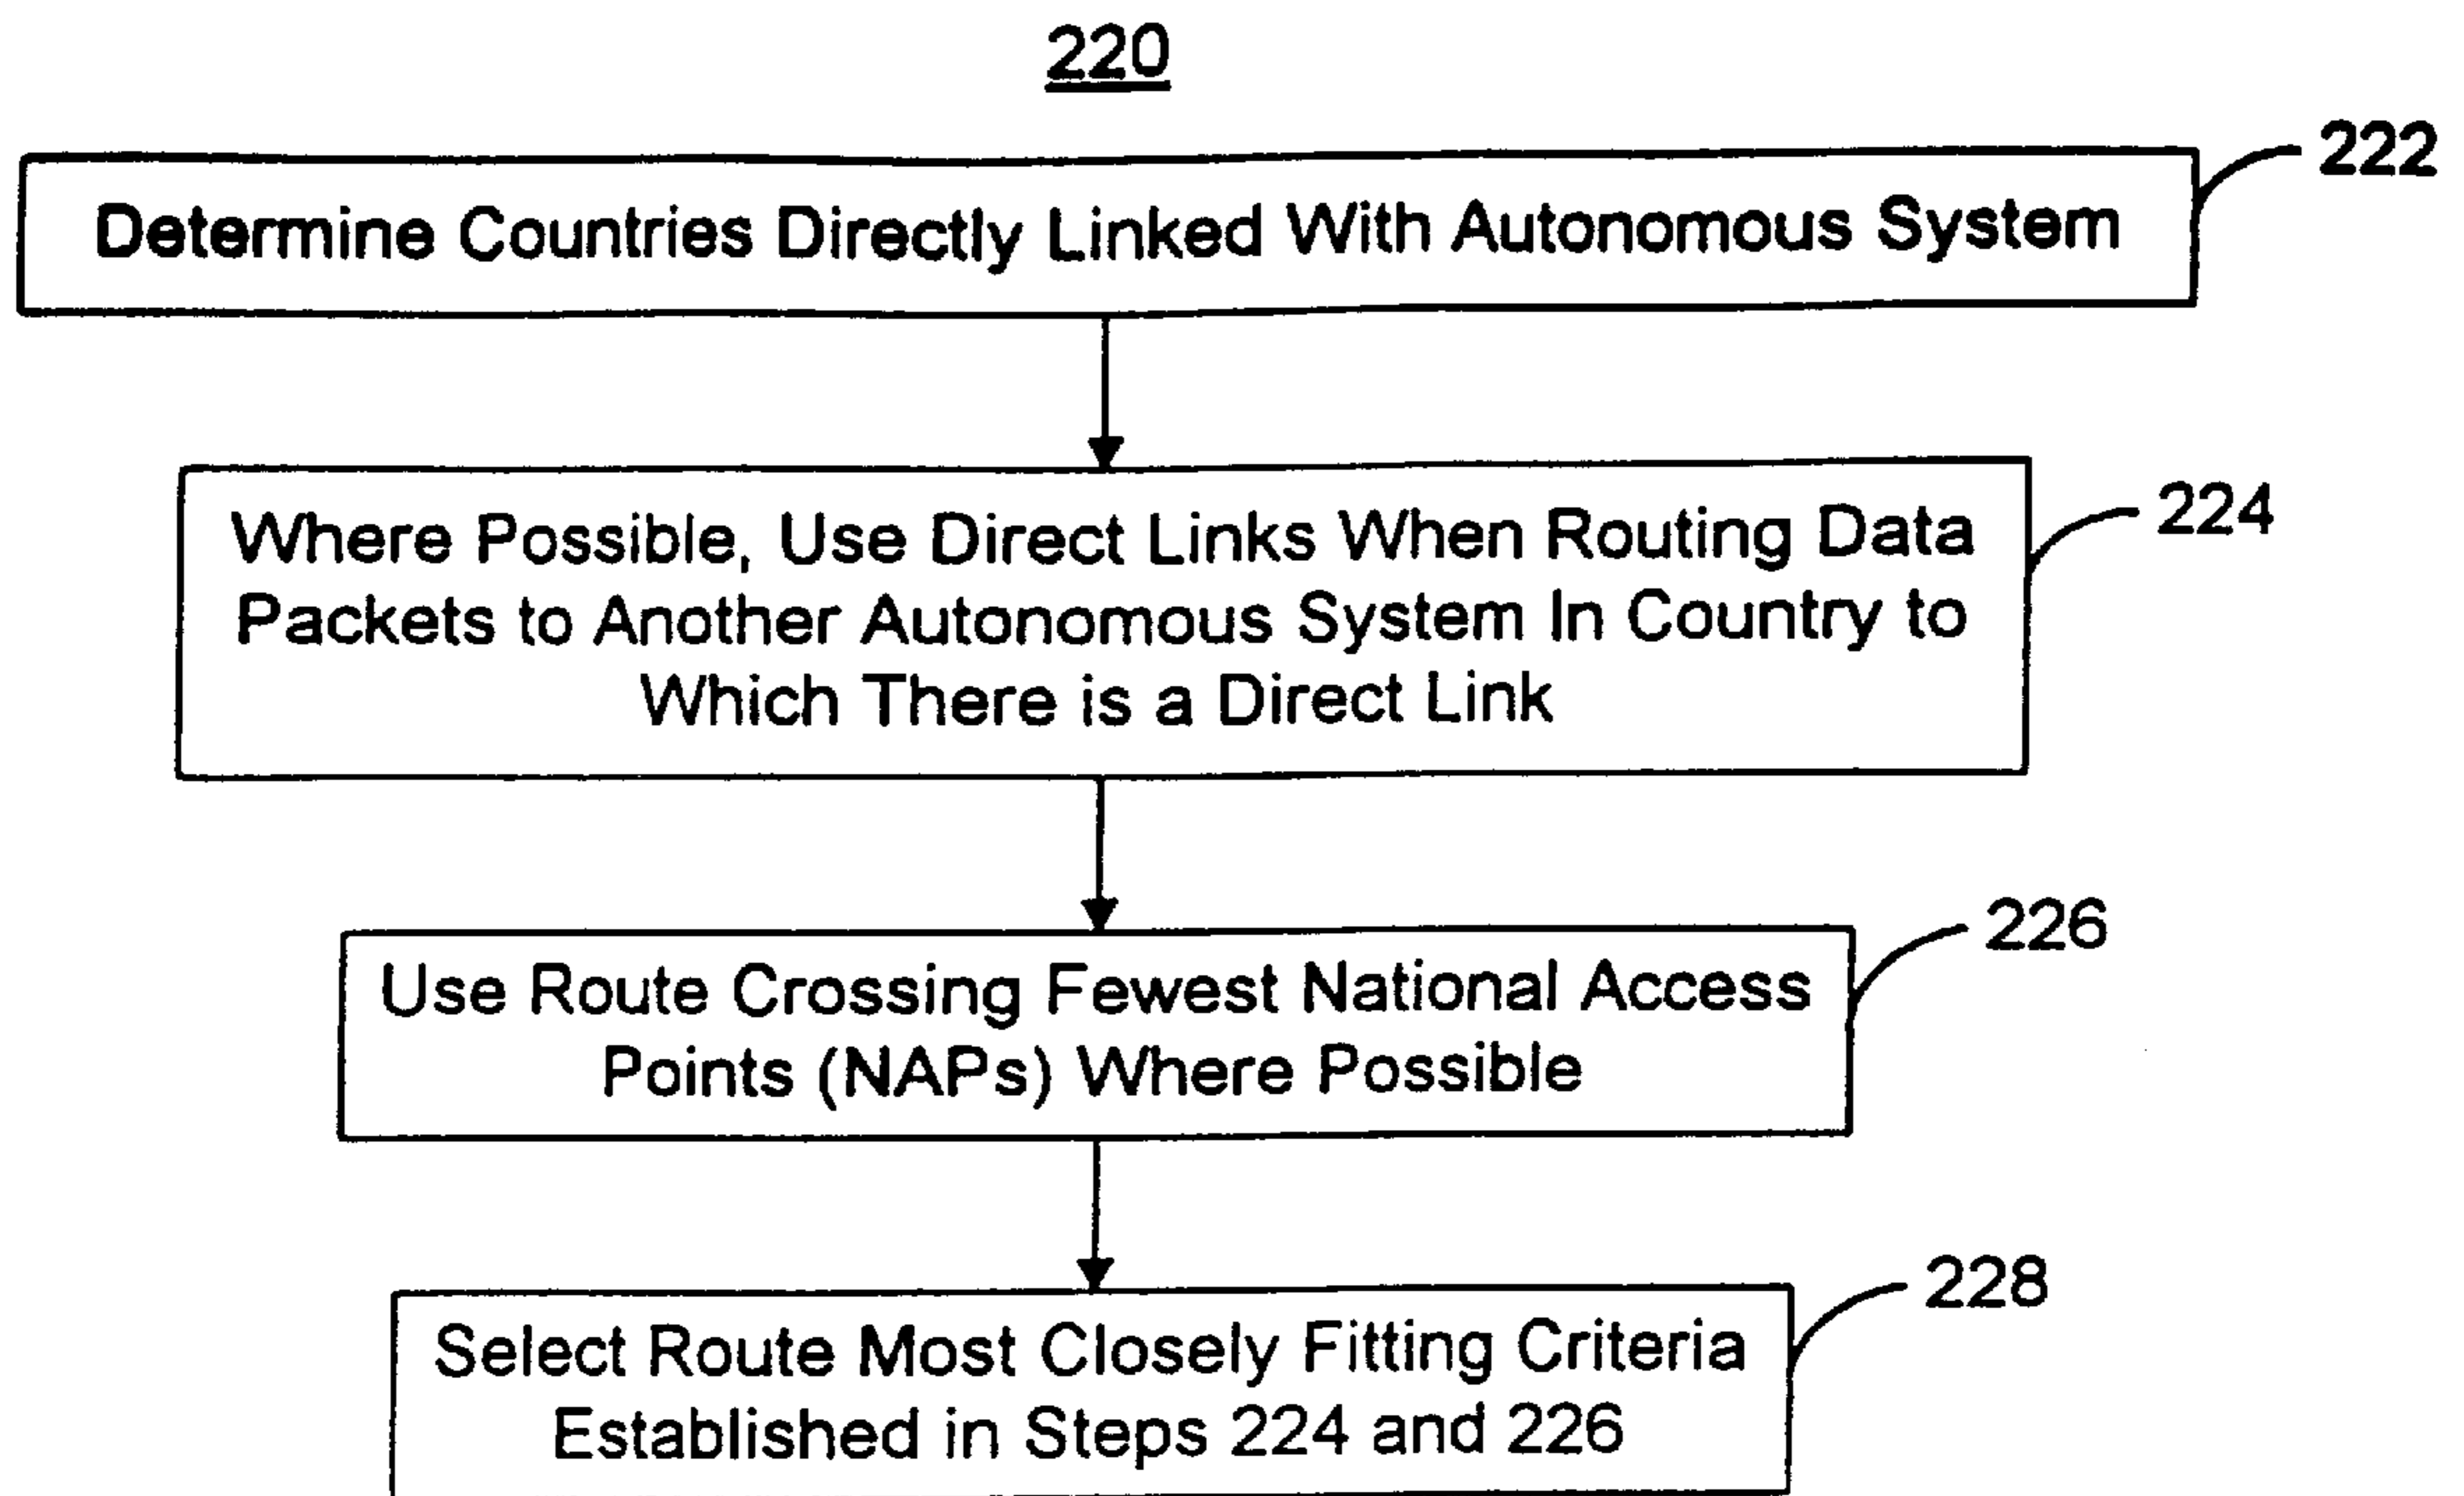 220
222
Determine Countries Directly Linked With Autonomous System
224
Where Possible, Use Direct Links When Routing Data
Packets to Another Autonomous System In Country to
Which There is a Direct Link
226
Use Route Crossing Fewest National Access
Points (NAPs) Where Possible
228
Select Route Most Closely Fitting Criteria
Established in Steps 224 and 226